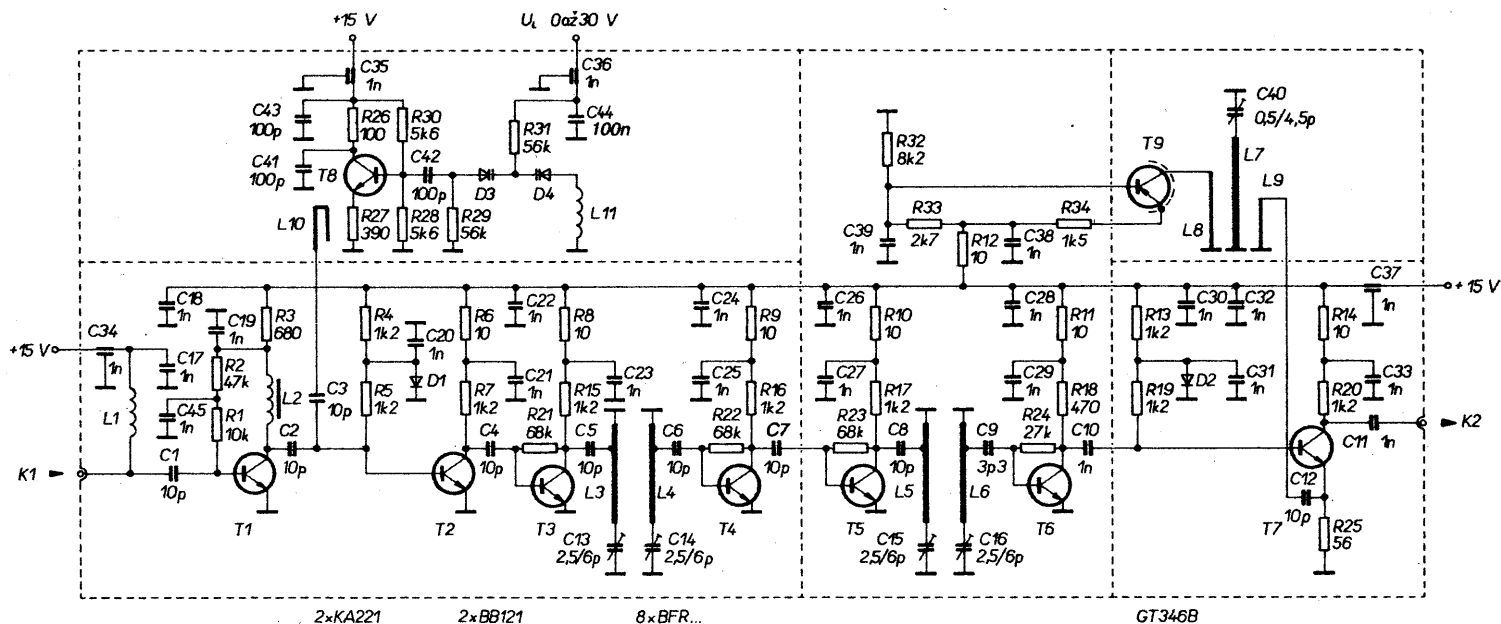 +15 V
U_L 0až30 V
C35
1n
C36
1n
C43
100p
R26
100
R30
5k6
R31
56k
C44
100n
C41
100p
T8
C42
100p
D3
D4
L10
R27
390
R28
5k6
R29
56k
L11
R32
8k2
T9
C40
0,5/4,5p
L7
L9
L8
C39
1n
R33
2k7
R12
10
C38
1n
R34
1k5
C37
1n
+15 V
C34
1n
+15 V
C18
1n
C19
1n
R3
680
C17
1n
R2
47k
L2
C45
1n
R1
10k
L1
C3
10p
R4
1k2
C20
1n
D1
R5
1k2
R6
10
C22
1n
R8
10
R7
1k2
C21
1n
R15
1k2
C23
1n
C24
1n
R9
10
C25
1n
R16
1k2
C26
1n
R10
10
C27
1n
R17
1k2
C28
1n
R11
10
C29
1n
R18
470
R13
1k2
C30
1n
C32
1n
R14
10
R19
1k2
D2
C31
1n
R20
1k2
C33
1n
K1
C1
10p
C2
10p
T1
T2
C4
10p
R21
68k
C5
10p
T3
L3
L4
C6
10p
R22
68k
C7
10p
T4
R23
68k
C8
10p
T5
L5
L6
C9
3p3
R24
27k
C10
1n
T6
C11
1n
K2
C12
10p
T7
R25
56
C13
2,5/6p
C14
2,5/6p
C15
2,5/6p
C16
2,5/6p
2×KA221
2×BB121
8×BFR...
GT346B